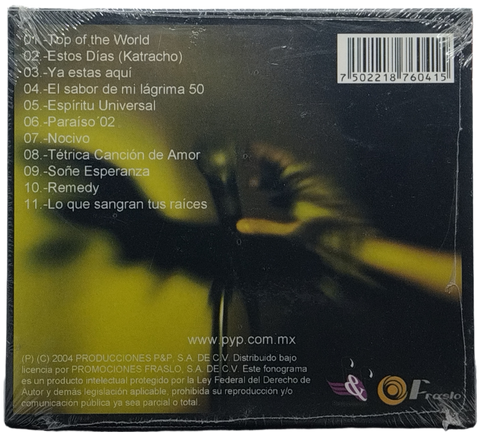 01.-Top of the World
02.-Estos Días (Katracho)
03.-Ya estas aquí
04.-El sabor de mi lágrima 50
05.-Espíritu Universal
06.-Paraíso´02
07.-Nocivo
08.-Tétrica Canción de Amor
09.-Soñe Esperanza
10.-Remedy
11.-Lo que sangran tus raíces
7 502218 760415
www.pyp.com.mx
(P) (C) 2004 PRODUCCIONES P&P, S.A. DE C.V. Distribuido bajo
licencia por PROMOCIONES FRASLO, S.A. DE C.V. Este fonograma
es un producto intelectual protegido por la Ley Federal del Derecho de
Autor y demás legislación aplicable, prohibida su reproducción y/o
comunicación pública ya sea parcial o total.
&
Fraslo